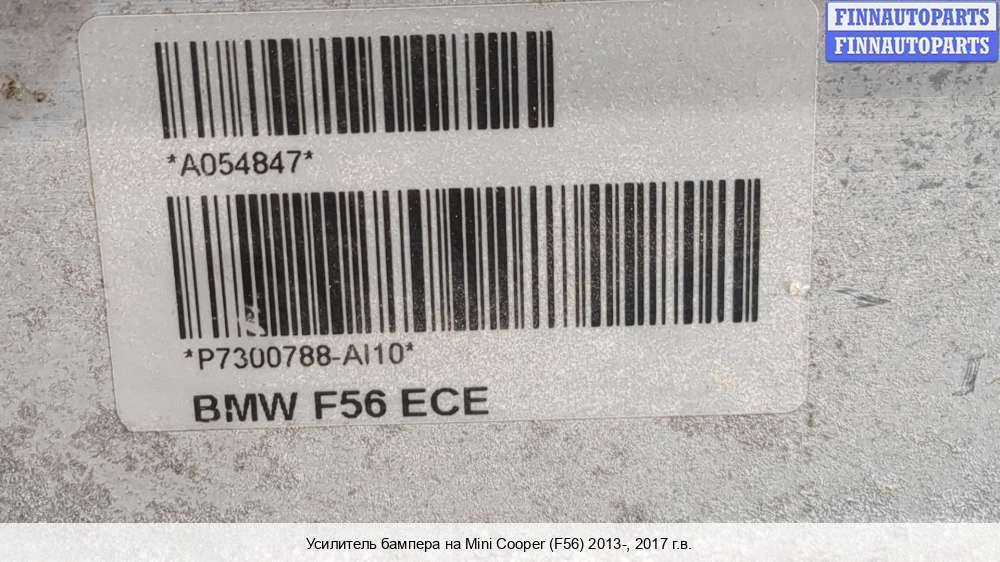 FINNAUTOPARTS
FINNAUTOPARTS
*A054847*
*P7300788-AI10*
BMW F56 ECE
Усилитель бампера на Mini Cooper (F56) 2013-, 2017 г.в.